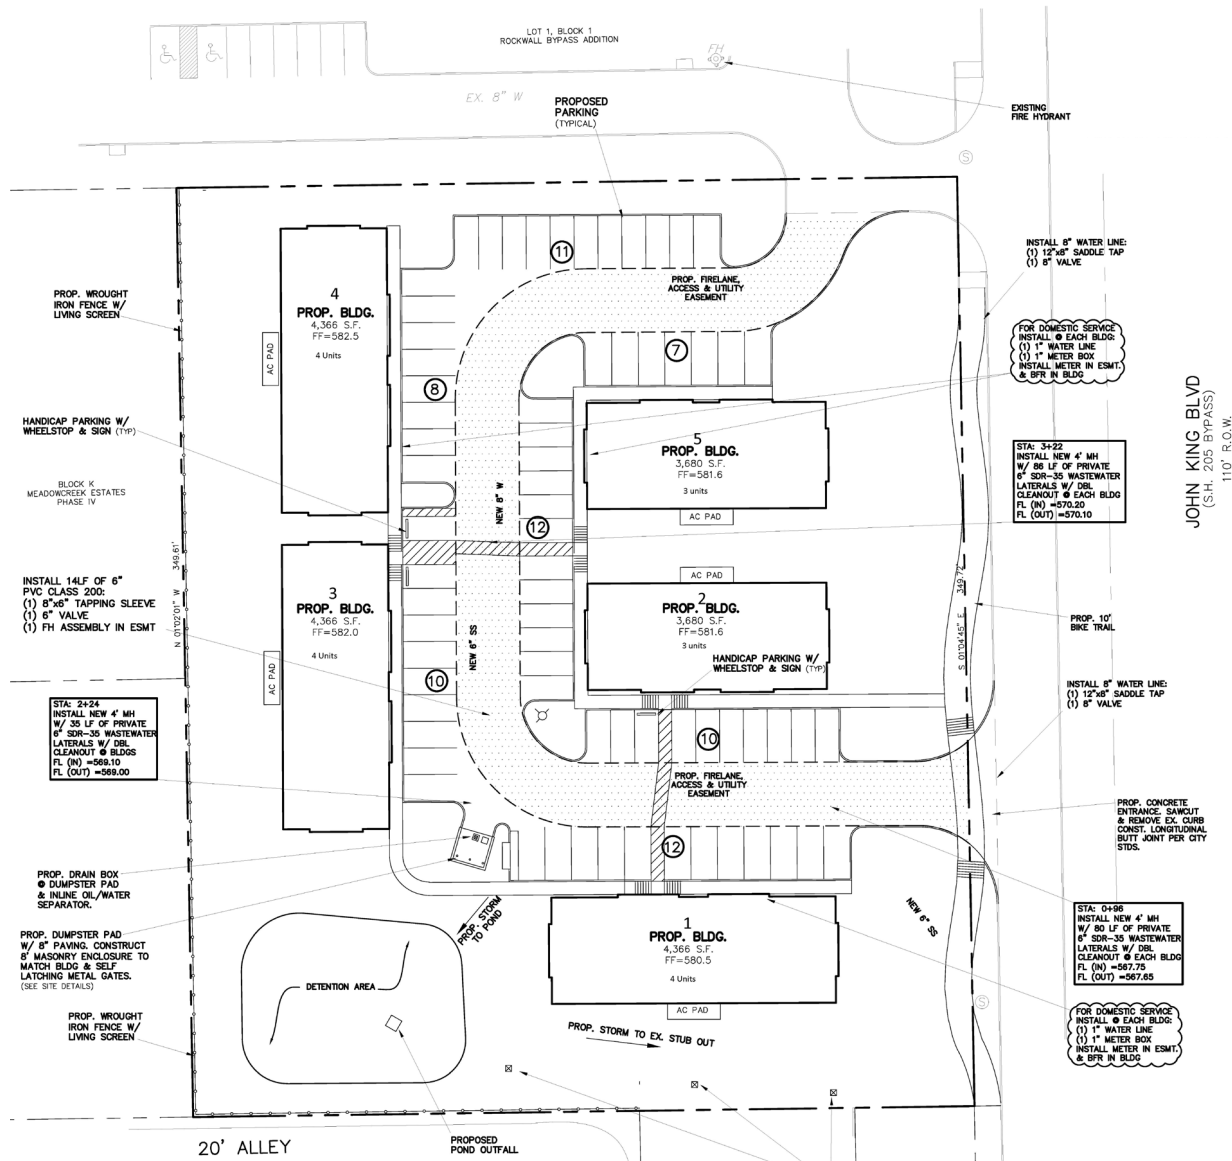 LOT 1, BLOCK 1
ROCKWALL BYPASS ADDITION
FH
EX. 8" W
PROPOSED
PARKING
(TYPICAL)
EXISTING
FIRE HYDRANT
S
INSTALL 8" WATER LINE:
(1) 12"x8" SADDLE TAP
(1) 8" VALVE
11
PROP. FIRELANE,
ACCESS & UTILITY
EASEMENT
4
PROP. BLDG.
4,366 S.F.
FF=582.5
4 Units
AC PAD
PROP. WROUGHT
IRON FENCE W/
LIVING SCREEN
FOR DOMESTIC SERVICE
INSTALL @ EACH BLDG:
(1) 1" WATER LINE
(1) 1" METER BOX
INSTALL METER IN ESMT.
& BFR IN BLDG
7
8
JOHN KING BLVD
(S.H. 205 BYPASS)
110' R.O.W.
HANDICAP PARKING W/
WHEELSTOP & SIGN (TYP)
5
PROP. BLDG.
3,680 S.F.
FF=581.6
3 units
AC PAD
STA: 3+22
INSTALL NEW 4' MH
W/ 86 LF OF PRIVATE
6" SDR-35 WASTEWATER
LATERALS W/ DBL
CLEANOUT @ EACH BLDG
FL (IN) =570.20
FL (OUT) =570.10
BLOCK K
MEADOWCREEK ESTATES
PHASE IV
NEW 8" W
12
N 01°02'01" W 349.61'
S 01°04'45" E 349.72'
INSTALL 14LF OF 6"
PVC CLASS 200:
(1) 8"x6" TAPPING SLEEVE
(1) 6" VALVE
(1) FH ASSEMBLY IN ESMT
3
PROP. BLDG.
4,366 S.F.
FF=582.0
4 Units
AC PAD
AC PAD
2
PROP. BLDG.
3,680 S.F.
FF=581.6
3 units
HANDICAP PARKING W/
WHEELSTOP & SIGN (TYP)
NEW 6" SS
PROP. 10'
BIKE TRAIL
10
INSTALL 8" WATER LINE:
(1) 12"x8" SADDLE TAP
(1) 8" VALVE
STA: 2+24
INSTALL NEW 4' MH
W/ 35 LF OF PRIVATE
6" SDR-35 WASTEWATER
LATERALS W/ DBL
CLEANOUT @ BLDGS
FL (IN) =569.10
FL (OUT) =569.00
10
PROP. FIRELANE,
ACCESS & UTILITY
EASEMENT
PROP. CONCRETE
ENTRANCE. SAWCUT
& REMOVE EX. CURB
CONST. LONGITUDINAL
BUTT JOINT PER CITY
STDS.
12
PROP. DRAIN BOX
@ DUMPSTER PAD
& INLINE OIL/WATER
SEPARATOR.
PROP. STORM
TO POND
NEW 6" SS
PROP. DUMPSTER PAD
W/ 8" PAVING. CONSTRUCT
8' MASONRY ENCLOSURE TO
MATCH BLDG & SELF
LATCHING METAL GATES.
(SEE SITE DETAILS)
1
PROP. BLDG.
4,366 S.F.
FF=580.5
4 Units
AC PAD
STA: 0+96
INSTALL NEW 4' MH
W/ 80 LF OF PRIVATE
6" SDR-35 WASTEWATER
LATERALS W/ DBL
CLEANOUT @ EACH BLDG
FL (IN) =567.75
FL (OUT) =567.65
DETENTION AREA
S
PROP. WROUGHT
IRON FENCE W/
LIVING SCREEN
PROP. STORM TO EX. STUB OUT
FOR DOMESTIC SERVICE
INSTALL @ EACH BLDG:
(1) 1" WATER LINE
(1) 1" METER BOX
INSTALL METER IN ESMT.
& BFR IN BLDG
20' ALLEY
PROPOSED
POND OUTFALL